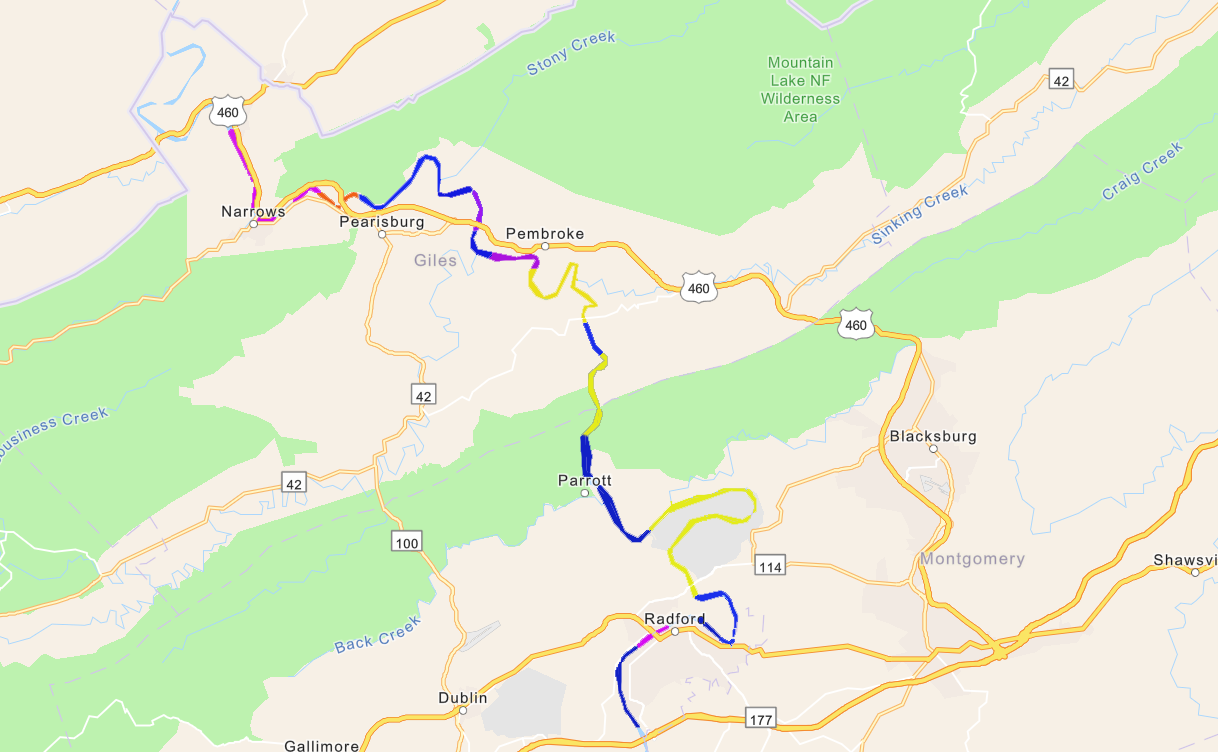 Stony Creek
Mountain
Lake NF
Wilderness
Area
42
460
Craig Creek
Sinking Creek
Narrows
Pearisburg
Pembroke
Giles
460
460
42
business Creek
Blacksburg
42
Parrott
100
Montgomery
114
Shawsvi
Back Creek
Radford
Dublin
177
Gallimore